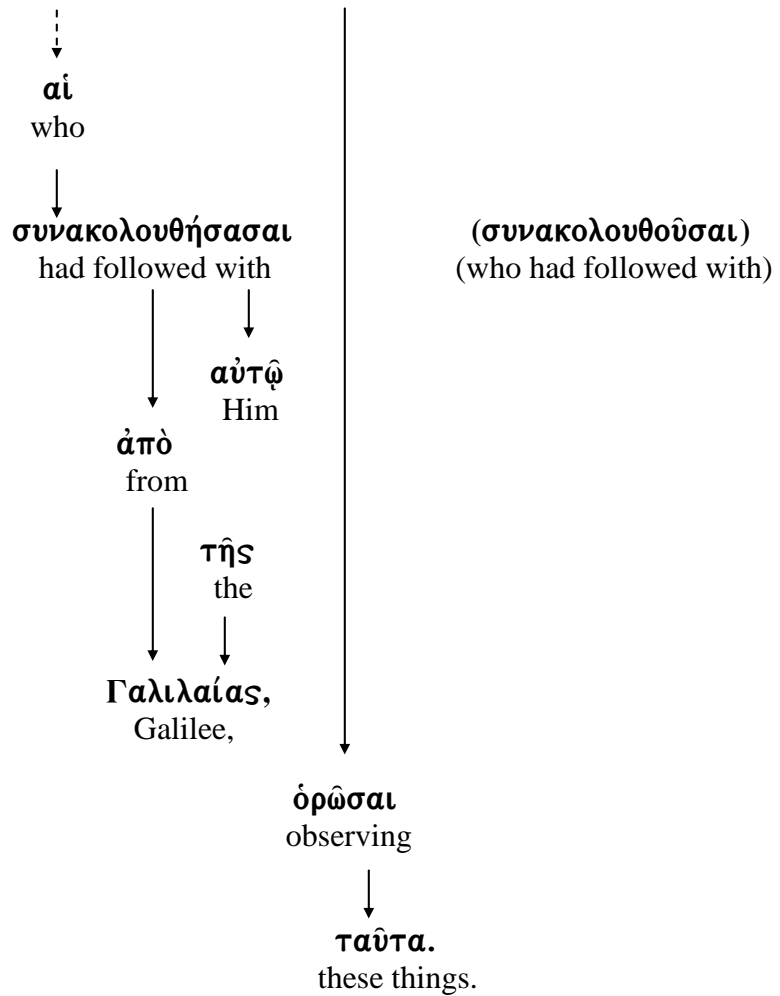 αἱ
who
συνακολουθήσασαι (συνακολουθοῦσαι)
had followed with (who had followed with)
αὐτῷ
Him
ἀπὸ
from
τῆς
the
Γαλιλαίας,
Galilee,
ὁρῶσαι
observing
ταῦτα.
these things.